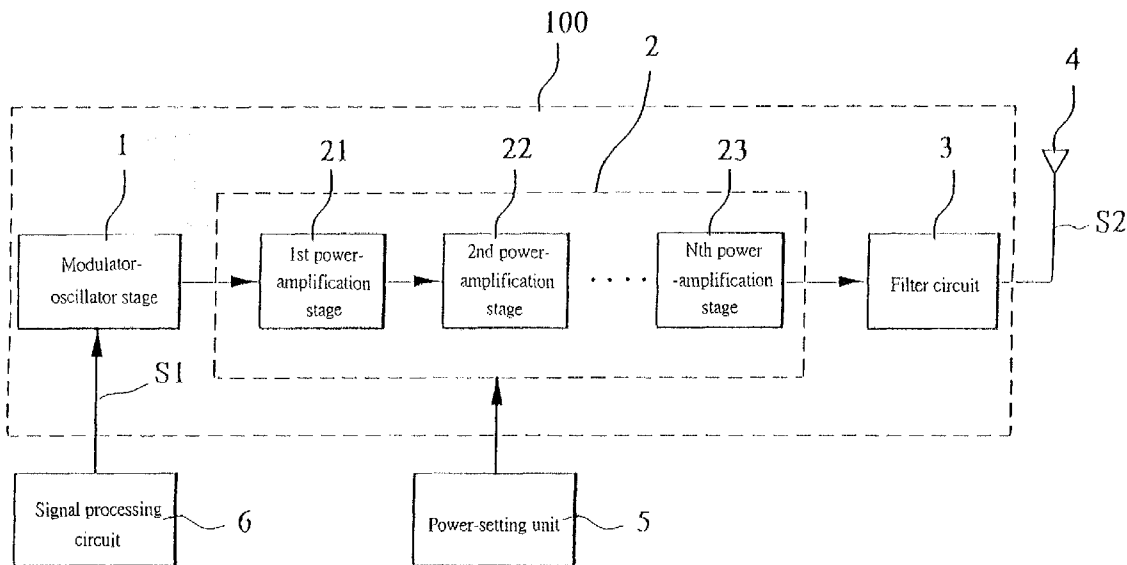 100
2
4
1
21
22
23
3
Modulator-
oscillator stage
1st power-
amplification
stage
2nd power-
amplification
stage
Nth power
-amplification
stage
Filter circuit
S2
S1
Signal processing
circuit
6
Power-setting unit
5